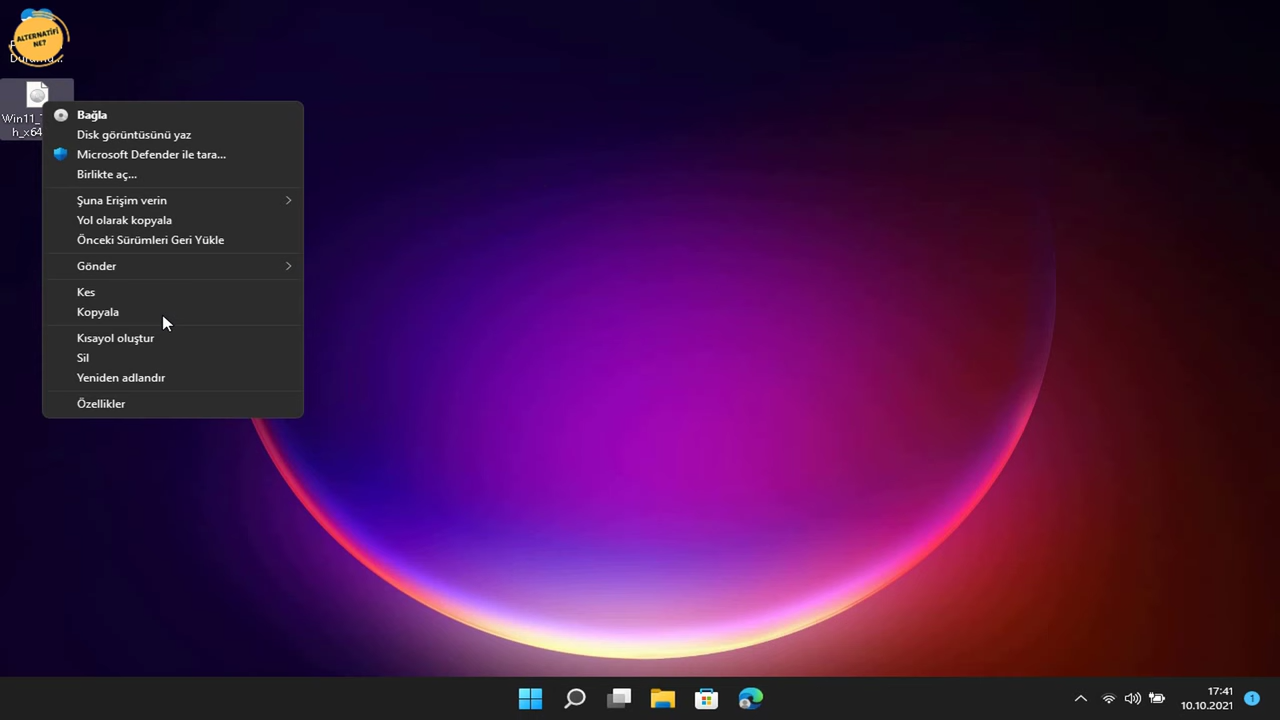 ALTERNATİFİ
NE?
Win11_
h_x64
Bağla
Disk görüntüsünü yaz
Microsoft Defender ile tara...
Birlikte aç...
Şuna Erişim verin
Yol olarak kopyala
Önceki Sürümleri Geri Yükle
Gönder
Kes
Kopyala
Kısayol oluştur
Sil
Yeniden adlandır
Özellikler
17:41
10.10.2021
1